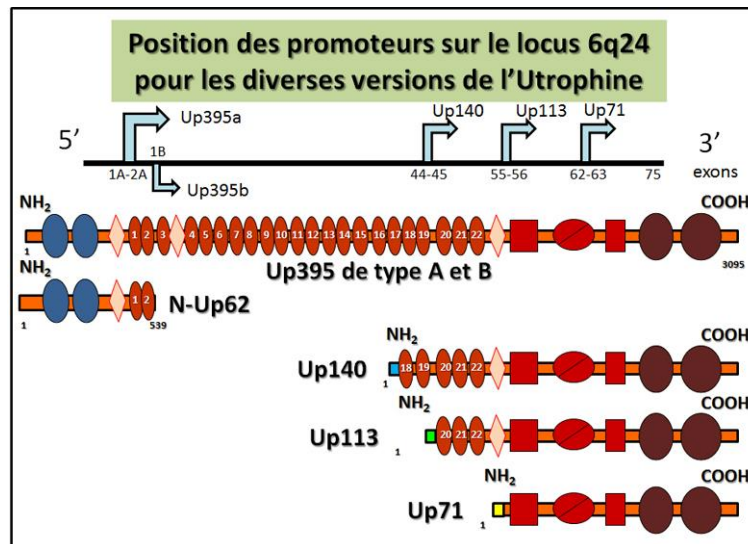 Position des promoteurs sur le locus 6q24
pour les diverses versions de l'Utrophine
5' Up395a Up140 Up113 Up71 3'
1A-2A 1B 44-45 55-56 62-63 75 exons
Up395b
NH2 COOH
1 2 3 4 5 6 7 8 9 10 11 12 13 14 15 16 17 18 19 20 21 22
1 Up395 de type A et B 3095
NH2
1 2
N-Up62
1 539
NH2 COOH
18 19 20 21 22
Up140
1
NH2 COOH
20 21 22
Up113
1
NH2 COOH
Up71
1